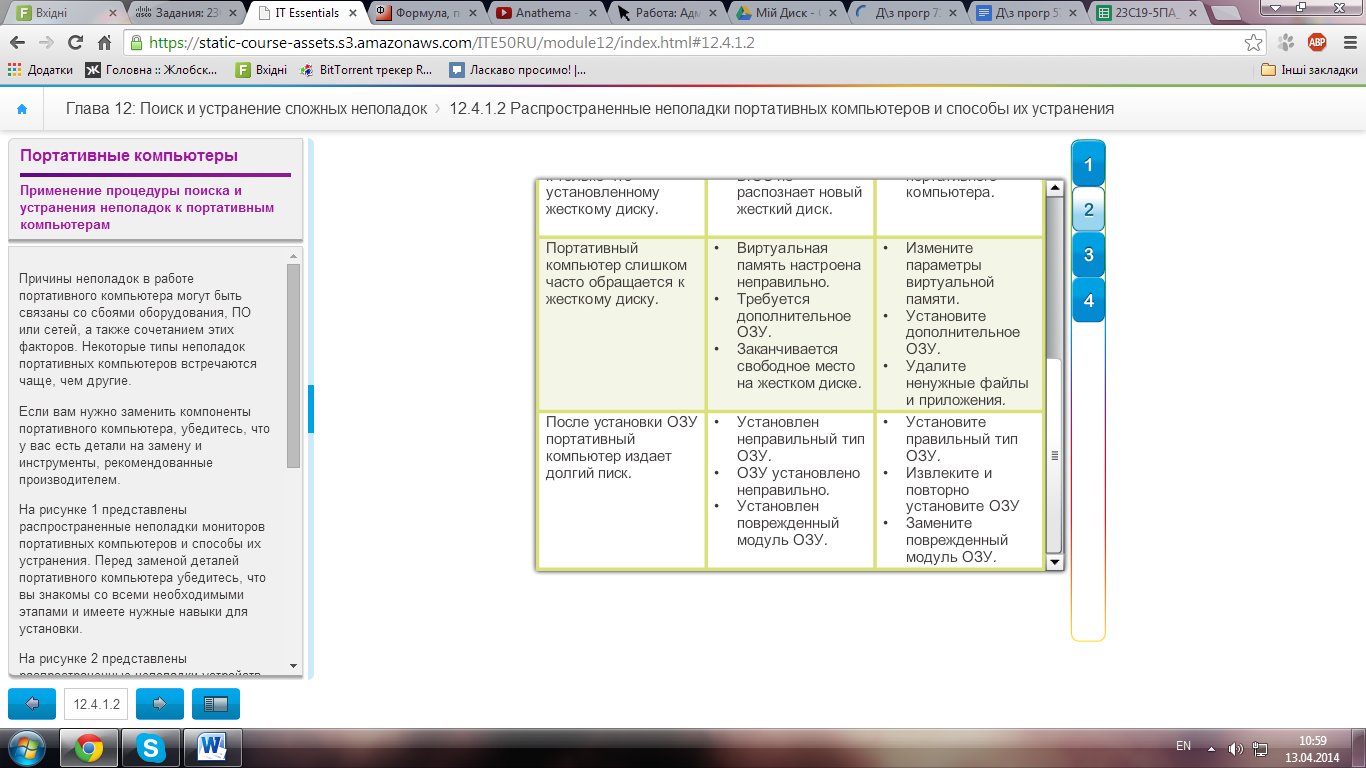 Вхідні
Задания: 23С
IT Essentials
Формула, п
Anathema -
Работа: Адм
Мій Диск - 
Д\з прогр 7
Д\з прогр 5
23С19-5ПА_
https://static-course-assets.s3.amazonaws.com/ITE50RU/module12/index.html#12.4.1.2
Додатки
Головна :: Жлобск...
Вхідні
BitTorrent трекер R...
Ласкаво просимо! |...
Інші закладки
Глава 12: Поиск и устранение сложных неполадок
12.4.1.2 Распространенные неполадки портативных компьютеров и способы их устранения
Портативные компьютеры
Применение процедуры поиска и
устранения неполадок к портативным
компьютерам
Причины неполадок в работе
портативного компьютера могут быть
связаны со сбоями оборудования, ПО
или сетей, а также сочетанием этих
факторов. Некоторые типы неполадок
портативных компьютеров встречаются
чаще, чем другие.
Если вам нужно заменить компоненты
портативного компьютера, убедитесь, что
у вас есть детали на замену и
инструменты, рекомендованные
производителем.
На рисунке 1 представлены
распространенные неполадки мониторов
портативных компьютеров и способы их
устранения. Перед заменой деталей
портативного компьютера убедитесь, что
вы знакомы со всеми необходимыми
этапами и имеете нужные навыки для
установки.
На рисунке 2 представлены
распространенные неполадки устройств
12.4.1.2
установленному
жесткому диску.
распознает новый
жесткий диск.
портативного
компьютера.
Портативный
компьютер слишком
часто обращается к
жесткому диску.
• Виртуальная
память настроена
неправильно.
• Требуется
дополнительное
ОЗУ.
• Заканчивается
свободное место
на жестком диске.
• Измените
параметры
виртуальной
памяти.
• Установите
дополнительное
ОЗУ.
• Удалите
ненужные файлы
и приложения.
После установки ОЗУ
портативный
компьютер издает
долгий писк.
• Установлен
неправильный тип
ОЗУ.
• ОЗУ установлено
неправильно.
• Установлен
поврежденный
модуль ОЗУ.
• Установите
правильный тип
ОЗУ.
• Извлеките и
повторно
установите ОЗУ
• Замените
поврежденный
модуль ОЗУ.
1
2
3
4
EN
10:59
13.04.2014